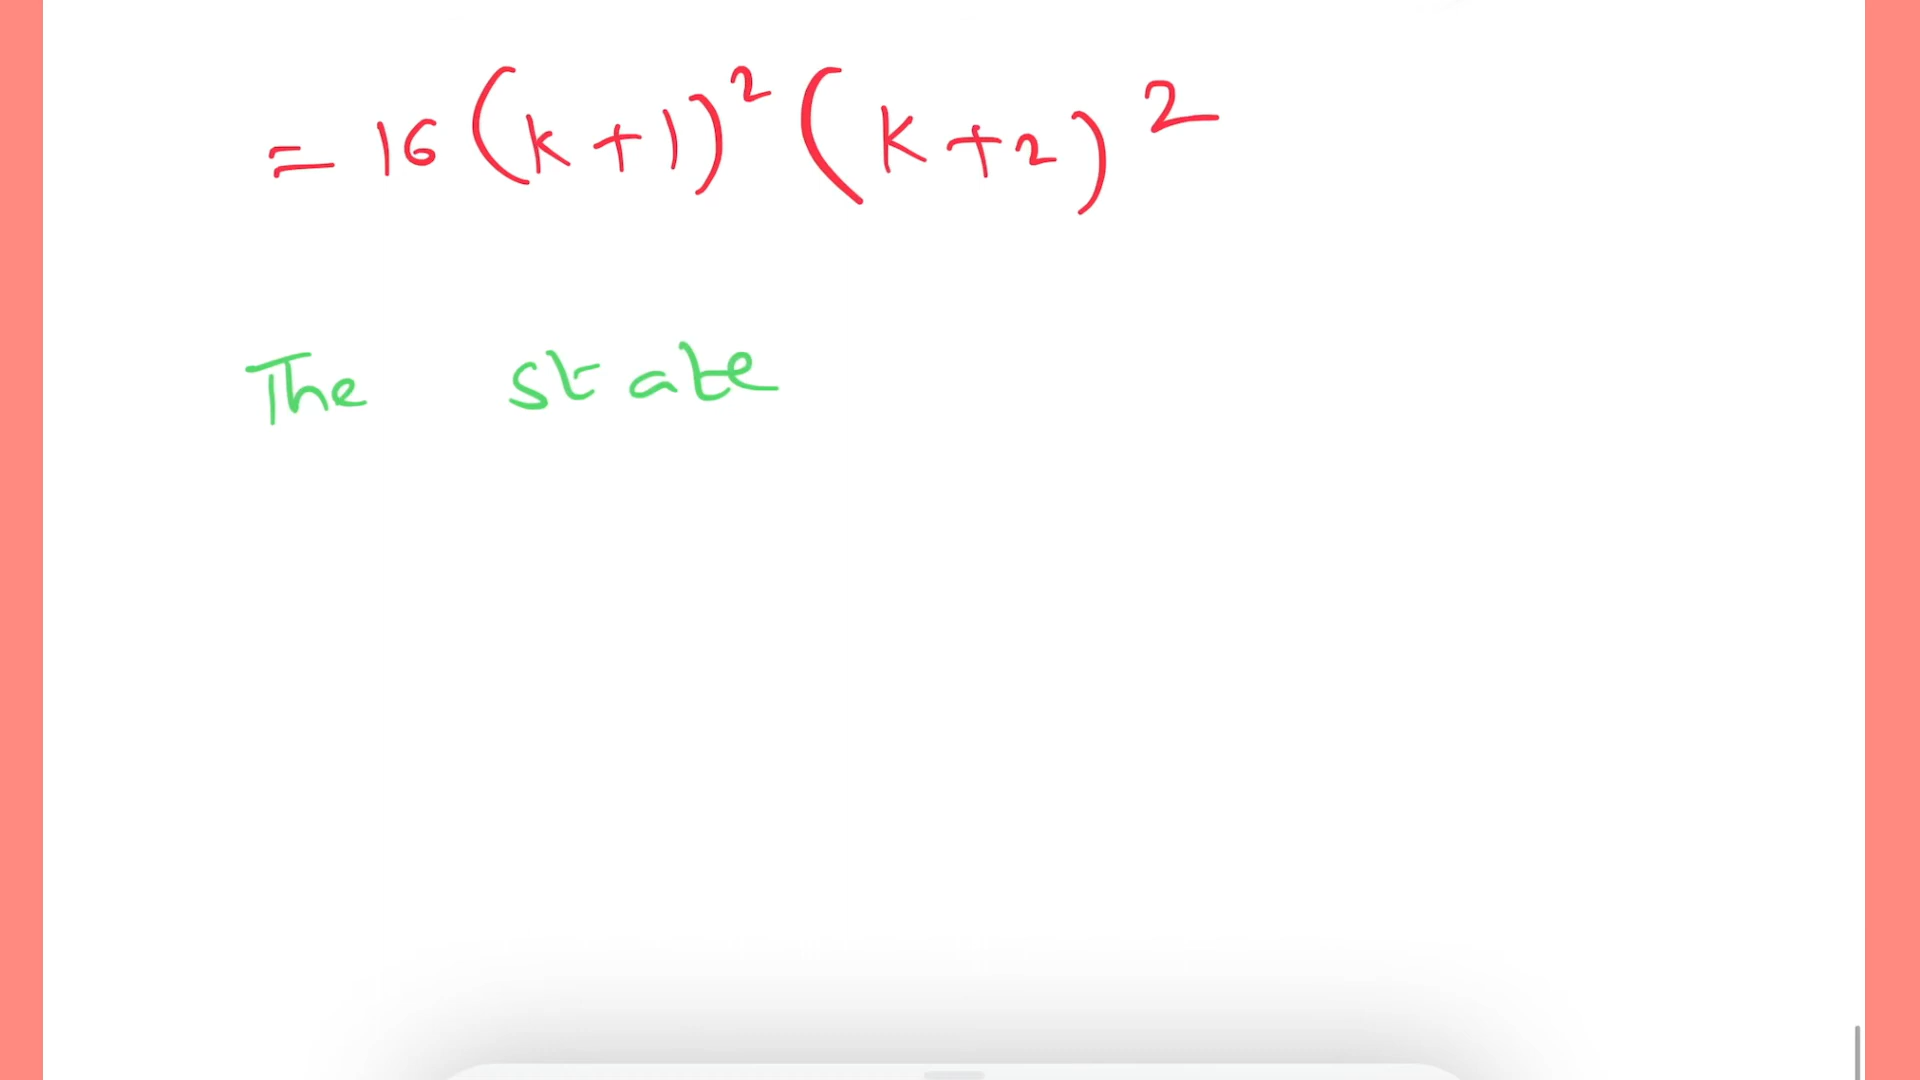 = 16 (k+1)² (k+2)²
The state